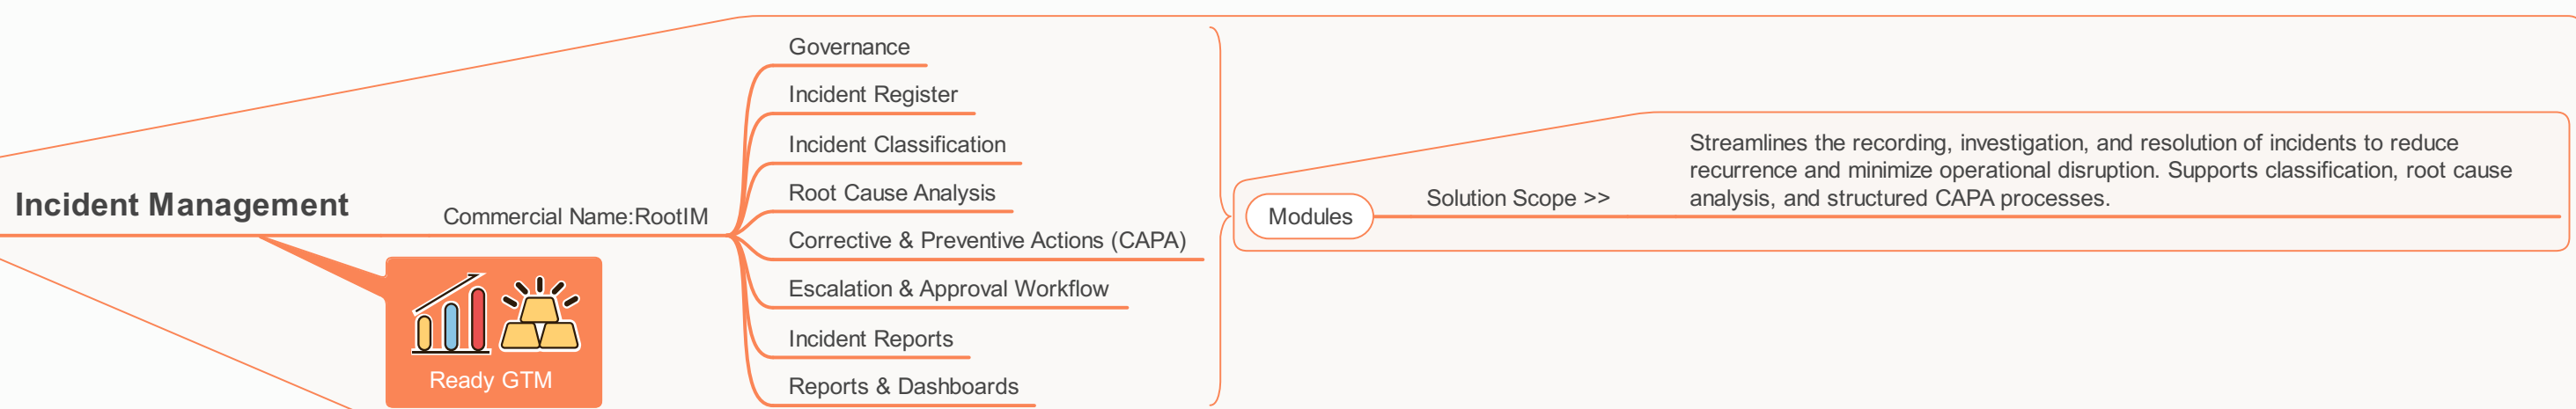 Incident Management
Commercial Name:RootIM
Ready GTM
Governance
Incident Register
Incident Classification
Root Cause Analysis
Corrective & Preventive Actions (CAPA)
Escalation & Approval Workflow
Incident Reports
Reports & Dashboards
Modules
Solution Scope >>
Streamlines the recording, investigation, and resolution of incidents to reduce
recurrence and minimize operational disruption. Supports classification, root cause
analysis, and structured CAPA processes.